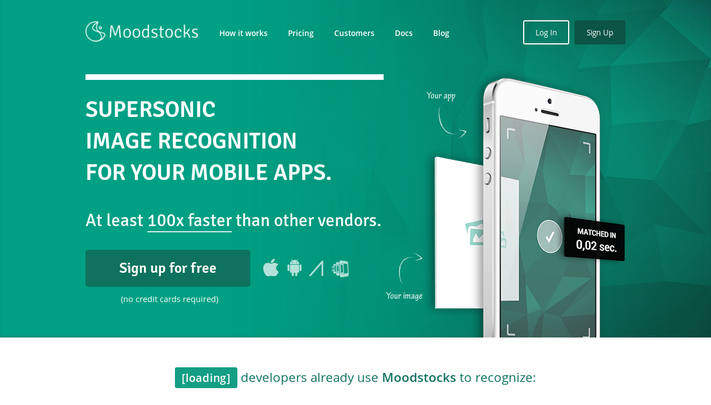 Moodstocks
How it works
Pricing
Customers
Docs
Blog
Log In
Sign Up
SUPERSONIC
IMAGE RECOGNITION
FOR YOUR MOBILE APPS.
At least 100x faster than other vendors.
Sign up for free
(no credit cards required)
Your app
MATCHED IN
0,02 sec.
Your image
[loading] developers already use Moodstocks to recognize: